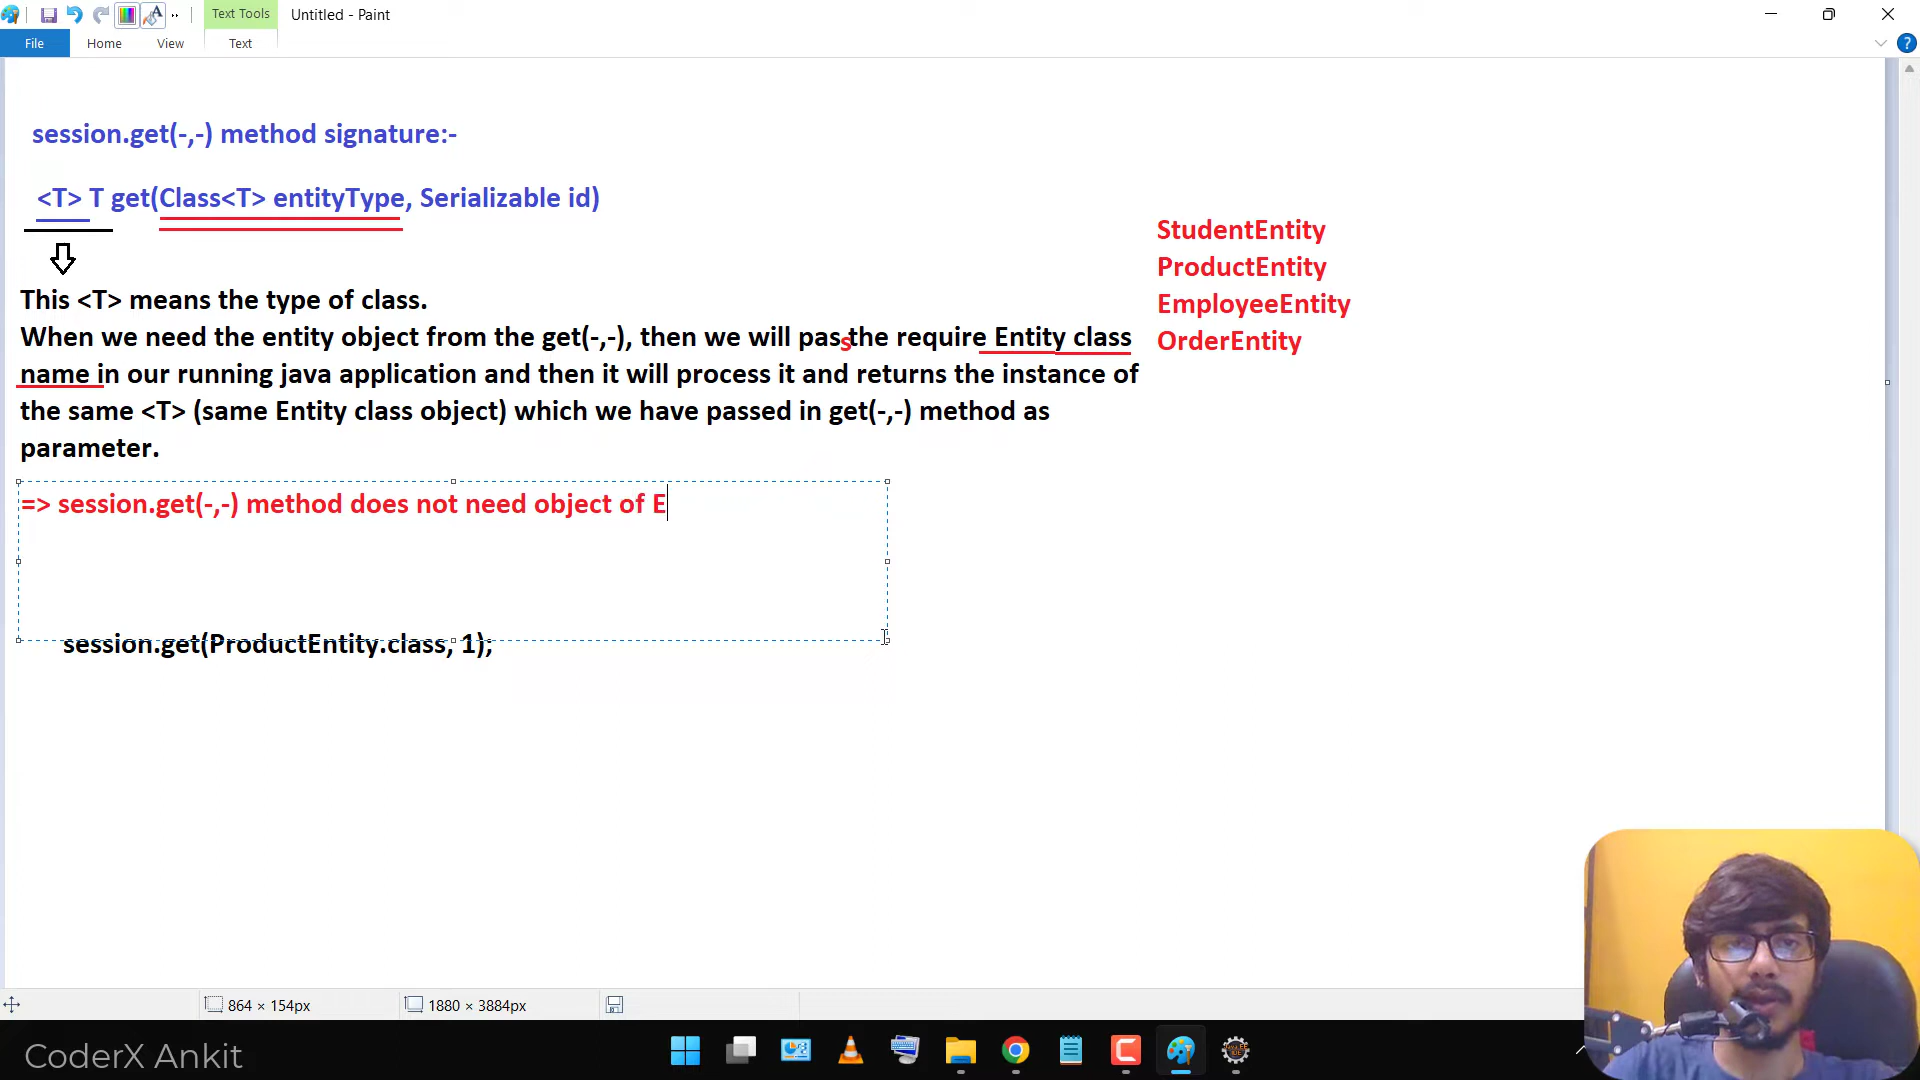 Text Tools
Untitled - Paint
File
Home
View
Text
session.get(-,-) method signature:-
<T> T get(Class<T> entityType, Serializable id)
StudentEntity
ProductEntity
EmployeeEntity
OrderEntity
This <T> means the type of class.
When we need the entity object from the get(-,-), then we will pass the require Entity class
name in our running java application and then it will process it and returns the instance of
the same <T> (same Entity class object) which we have passed in get(-,-) method as
parameter.
=> session.get(-,-) method does not need object of E
session.get(ProductEntity.class, 1);
864 × 154px
1880 × 3884px
CoderX Ankit